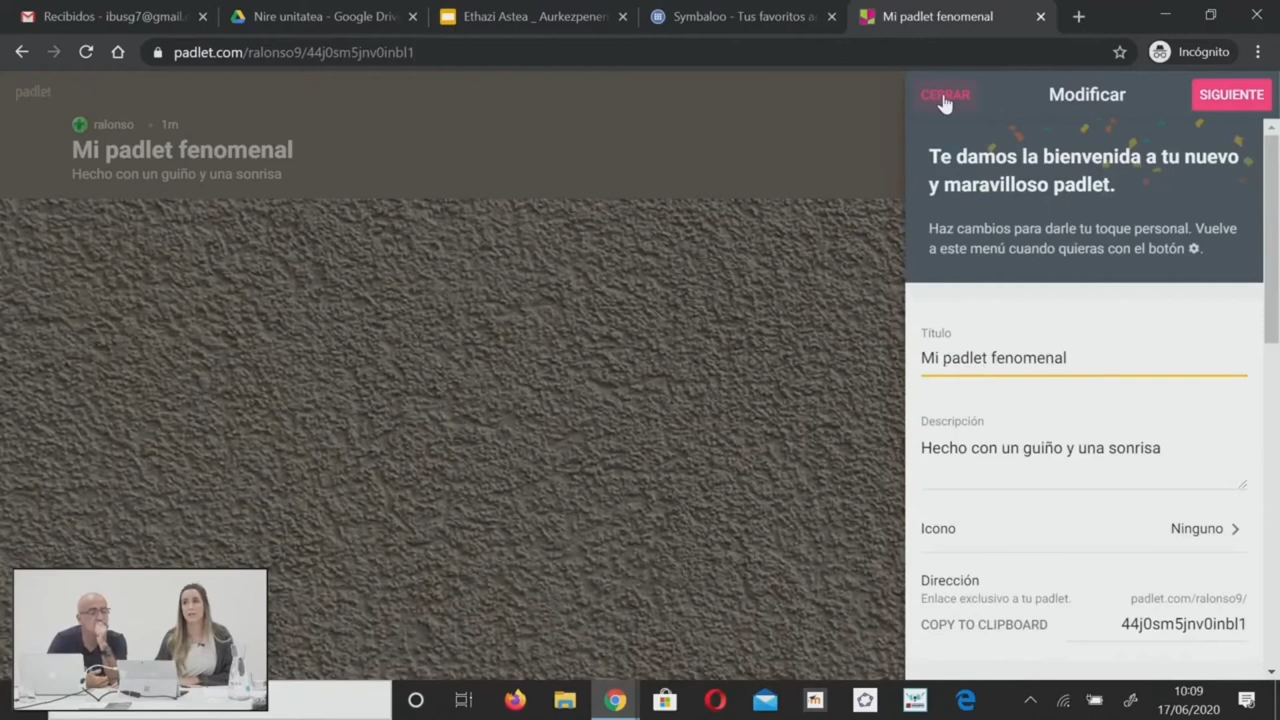 Recibidos - ibusg7@gmail.
Nire unitatea - Google Driv
Ethazi Astea _ Aurkezpener
Symbaloo - Tus favoritos a
Mi padlet fenomenal
padlet.com/ralonso9/44j0sm5jnv0inbl1
Incógnito
padlet
CERRAR
Modificar
SIGUIENTE
ralonso • 1m
Mi padlet fenomenal
Hecho con un guiño y una sonrisa
Te damos la bienvenida a tu nuevo
y maravilloso padlet.
Haz cambios para darle tu toque personal. Vuelve
a este menú cuando quieras con el botón .
Título
Mi padlet fenomenal
Descripción
Hecho con un guiño y una sonrisa
Icono
Ninguno
Dirección
Enlace exclusivo a tu padlet.
padlet.com/ralonso9/
COPY TO CLIPBOARD
44j0sm5jnv0inbl1
10:09
17/06/2020